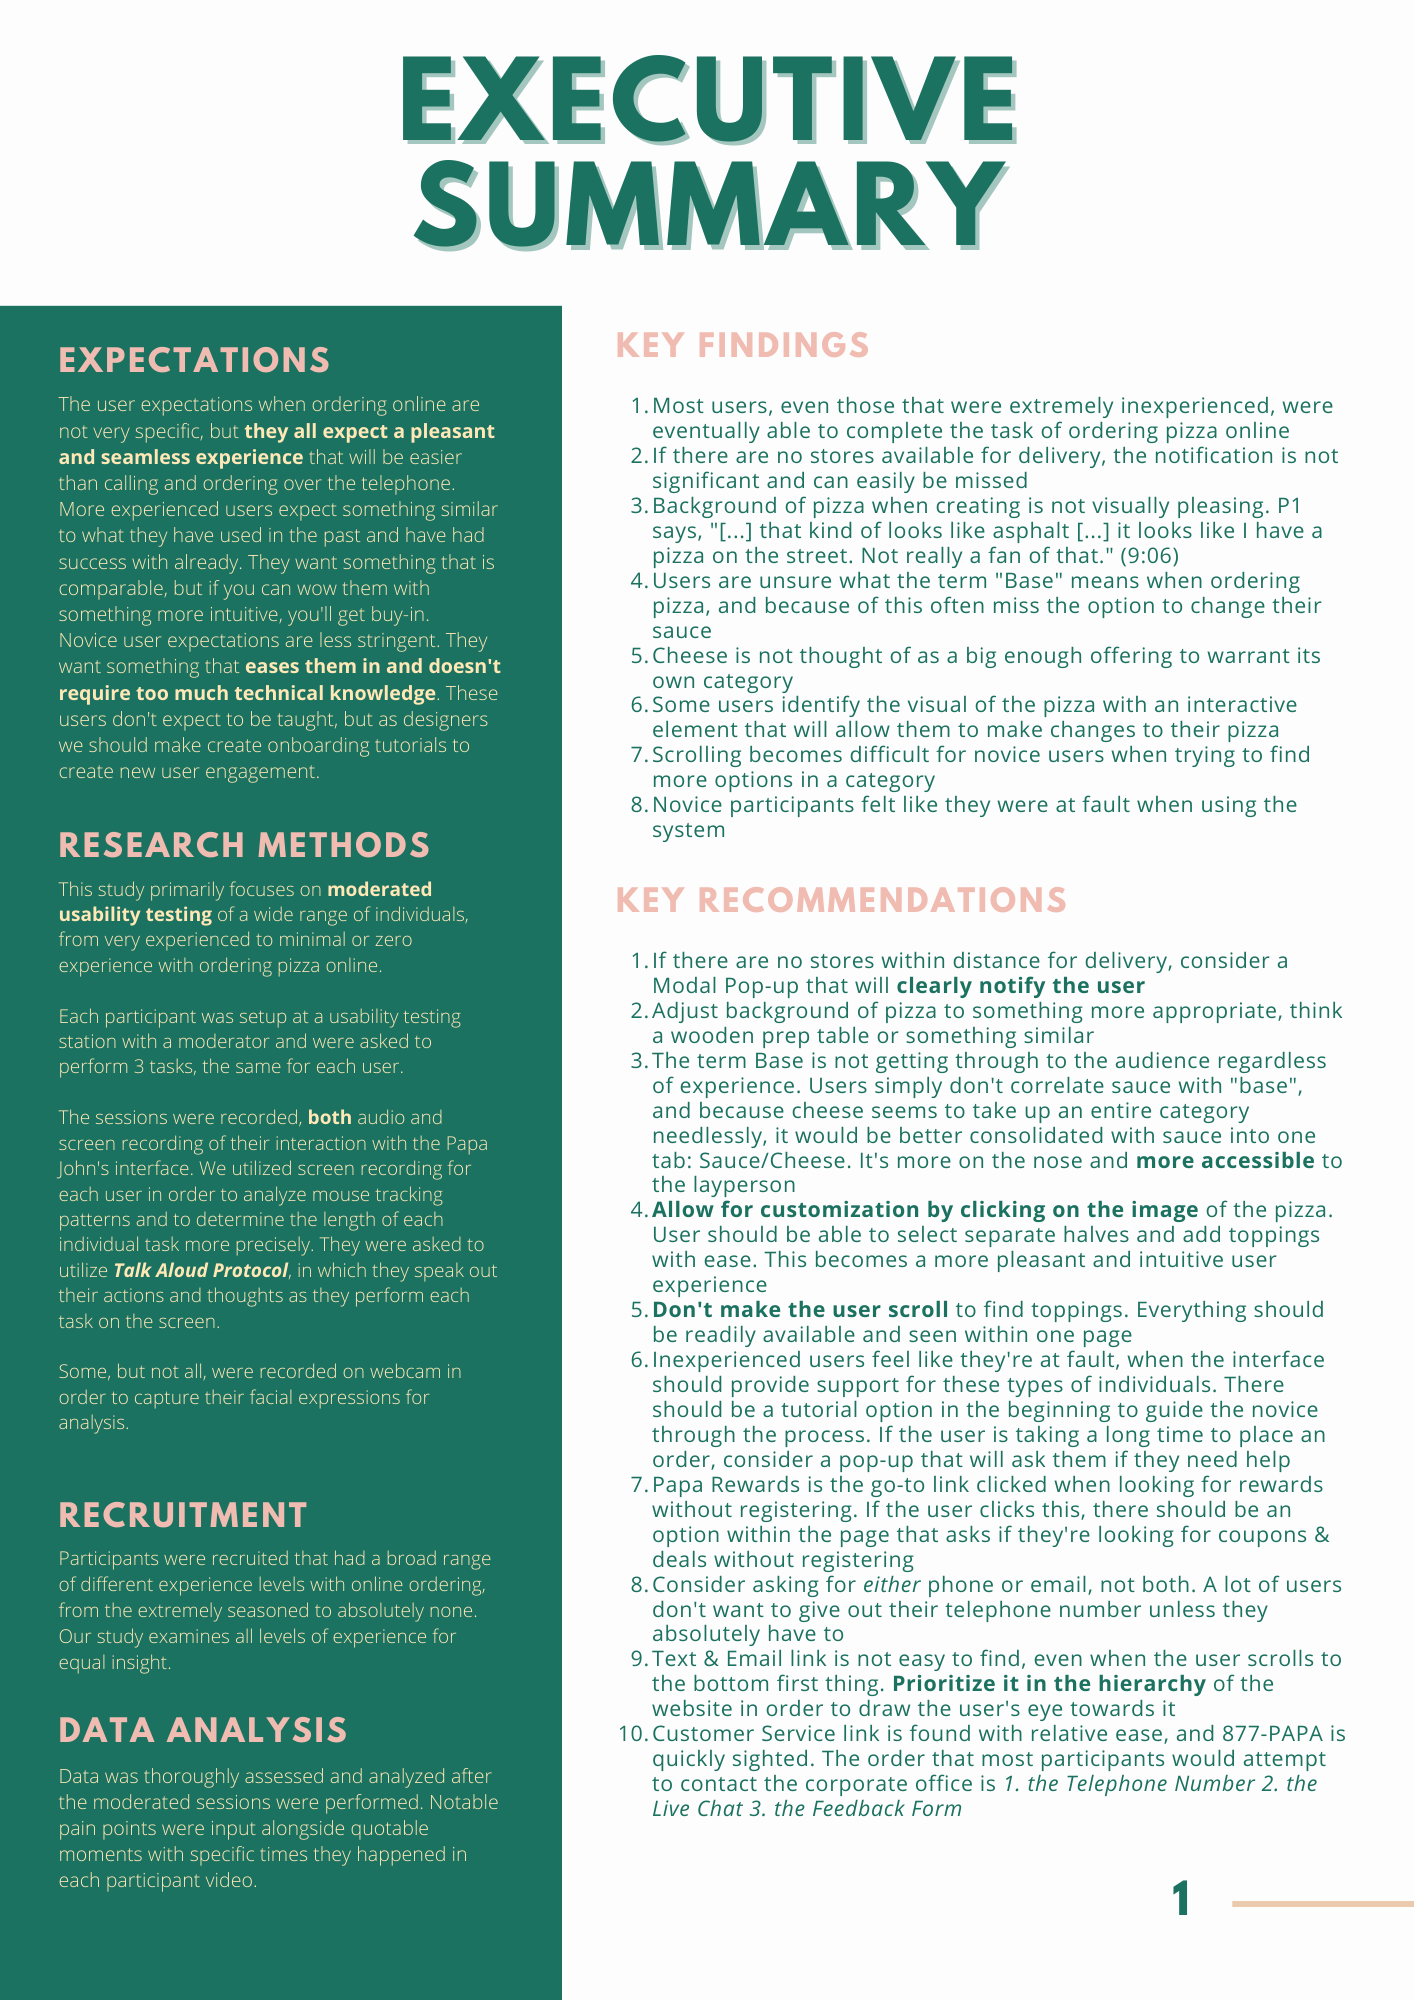 EXECUTIVE
SUMMARY
EXPECTATIONS
The user expectations when ordering online are
not very specific, but they all expect a pleasant
and seamless experience that will be easier
than calling and ordering over the telephone.
More experienced users expect something similar
to what they have used in the past and have had
success with already. They want something that is
comparable, but if you can wow them with
something more intuitive, you'll get buy-in.
Novice user expectations are less stringent. They
want something that eases them in and doesn't
require too much technical knowledge. These
users don't expect to be taught, but as designers
we should make create onboarding tutorials to
create new user engagement.
RESEARCH METHODS
This study primarily focuses on moderated
usability testing of a wide range of individuals,
from very experienced to minimal or zero
experience with ordering pizza online.
Each participant was setup at a usability testing
station with a moderator and were asked to
perform 3 tasks, the same for each user.
The sessions were recorded, both audio and
screen recording of their interaction with the Papa
John's interface. We utilized screen recording for
each user in order to analyze mouse tracking
patterns and to determine the length of each
individual task more precisely. They were asked to
utilize Talk Aloud Protocol, in which they speak out
their actions and thoughts as they perform each
task on the screen.
Some, but not all, were recorded on webcam in
order to capture their facial expressions for
analysis.
RECRUITMENT
Participants were recruited that had a broad range
of different experience levels with online ordering,
from the extremely seasoned to absolutely none.
Our study examines all levels of experience for
equal insight.
DATA ANALYSIS
Data was thoroughly assessed and analyzed after
the moderated sessions were performed. Notable
pain points were input alongside quotable
moments with specific times they happened in
each participant video.
KEY FINDINGS
1. Most users, even those that were extremely inexperienced, were
eventually able to complete the task of ordering pizza online
2. If there are no stores available for delivery, the notification is not
significant and can easily be missed
3. Background of pizza when creating is not visually pleasing. P1
says, "[...] that kind of looks like asphalt [...] it looks like I have a
pizza on the street. Not really a fan of that." (9:06)
4. Users are unsure what the term "Base" means when ordering
pizza, and because of this often miss the option to change their
sauce
5. Cheese is not thought of as a big enough offering to warrant its
own category
6. Some users identify the visual of the pizza with an interactive
element that will allow them to make changes to their pizza
7. Scrolling becomes difficult for novice users when trying to find
more options in a category
8. Novice participants felt like they were at fault when using the
system
KEY RECOMMENDATIONS
1. If there are no stores within distance for delivery, consider a
Modal Pop-up that will clearly notify the user
2. Adjust background of pizza to something more appropriate, think
a wooden prep table or something similar
3. The term Base is not getting through to the audience regardless
of experience. Users simply don't correlate sauce with "base",
and because cheese seems to take up an entire category
needlessly, it would be better consolidated with sauce into one
tab: Sauce/Cheese. It's more on the nose and more accessible to
the layperson
4. Allow for customization by clicking on the image of the pizza.
User should be able to select separate halves and add toppings
with ease. This becomes a more pleasant and intuitive user
experience
5. Don't make the user scroll to find toppings. Everything should
be readily available and seen within one page
6. Inexperienced users feel like they're at fault, when the interface
should provide support for these types of individuals. There
should be a tutorial option in the beginning to guide the novice
through the process. If the user is taking a long time to place an
order, consider a pop-up that will ask them if they need help
7. Papa Rewards is the go-to link clicked when looking for rewards
without registering. If the user clicks this, there should be an
option within the page that asks if they're looking for coupons &
deals without registering
8. Consider asking for either phone or email, not both. A lot of users
don't want to give out their telephone number unless they
absolutely have to
9. Text & Email link is not easy to find, even when the user scrolls to
the bottom first thing. Prioritize it in the hierarchy of the
website in order to draw the user's eye towards it
10. Customer Service link is found with relative ease, and 877-PAPA is
quickly sighted. The order that most participants would attempt
to contact the corporate office is 1. the Telephone Number 2. the
Live Chat 3. the Feedback Form
1